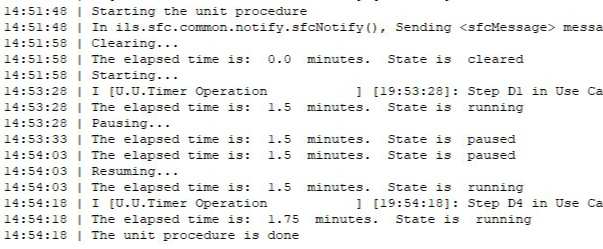 14:51:48 | Starting the unit procedure
14:51:48 | In ils.sfc.common.notify.sfcNotify(), Sending <sfcMessage> messa
14:51:58 | Clearing...
14:51:58 | The elapsed time is:  0.0  minutes.  State is  cleared
14:51:58 | Starting...
14:53:28 | I [U.U.Timer Operation          ] [19:53:28]: Step D1 in Use Ca
14:53:28 | The elapsed time is:  1.5  minutes.  State is  running
14:53:28 | Pausing...
14:53:33 | The elapsed time is:  1.5  minutes.  State is  paused
14:54:03 | The elapsed time is:  1.5  minutes.  State is  paused
14:54:03 | Resuming...
14:54:03 | The elapsed time is:  1.5  minutes.  State is  running
14:54:18 | I [U.U.Timer Operation          ] [19:54:18]: Step D4 in Use Ca
14:54:18 | The elapsed time is:  1.75  minutes.  State is  running
14:54:18 | The unit procedure is done